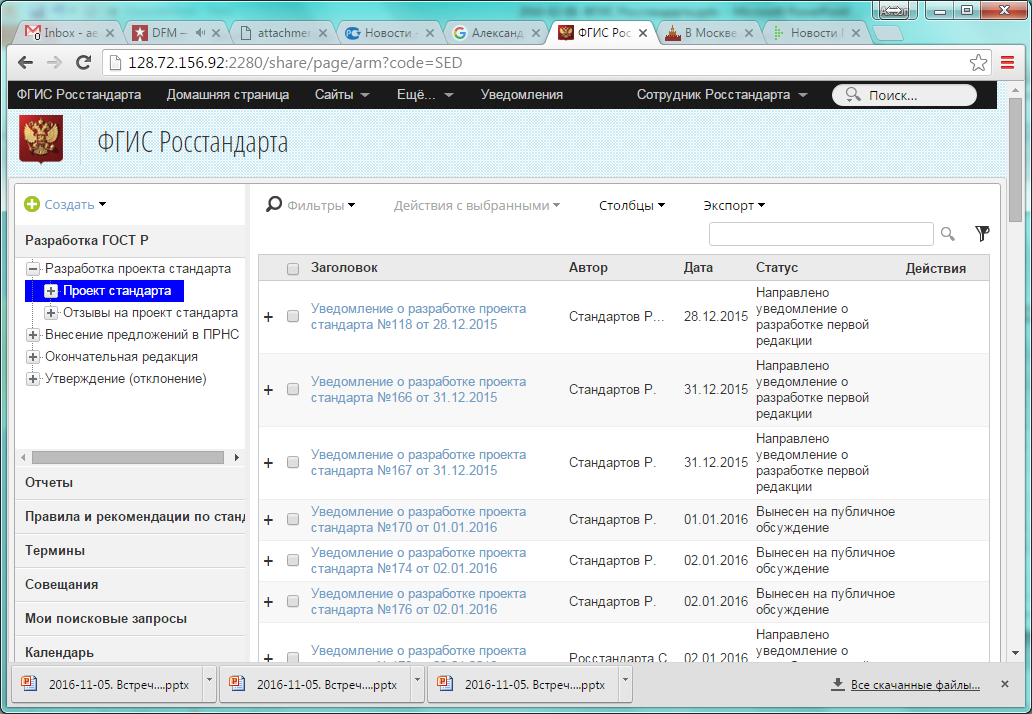 Inbox - ae
DFM –
attachmen
Новости -
Александ
ФГИС Рос
В Москве
Новости
128.72.156.92:2280/share/page/arm?code=SED
ФГИС Росстандарта Домашняя страница Сайты Ещё... Уведомления Сотрудник Росстандарта Поиск...
ФГИС Росстандарта
Создать
Фильтры Действия с выбранными Столбцы Экспорт
Разработка ГОСТ Р
Разработка проекта стандарта
Проект стандарта
Отзывы на проект стандарта
Внесение предложений в ПРНС
Окончательная редакция
Утверждение (отклонение)
Отчеты
Правила и рекомендации по станд
Термины
Совещания
Мои поисковые запросы
Календарь
Заголовок Автор Дата Статус Действия
Уведомление о разработке проекта
стандарта №118 от 28.12.2015
Стандартов Р...
28.12.2015
Направлено
уведомление о
разработке первой
редакции
Уведомление о разработке проекта
стандарта №166 от 31.12.2015
Стандартов Р.
31.12.2015
Направлено
уведомление о
разработке первой
редакции
Уведомление о разработке проекта
стандарта №167 от 31.12.2015
Стандартов Р.
31.12.2015
Направлено
уведомление о
разработке первой
редакции
Уведомление о разработке проекта
стандарта №170 от 01.01.2016
Стандартов Р.
01.01.2016
Вынесен на публичное
обсуждение
Уведомление о разработке проекта
стандарта №174 от 02.01.2016
Стандартов Р.
02.01.2016
Вынесен на публичное
обсуждение
Уведомление о разработке проекта
стандарта №176 от 02.01.2016
Стандартов Р.
02.01.2016
Вынесен на публичное
обсуждение
Уведомление о разработке проекта
Росстандарта С
02.01.2016
Направлено
уведомление о
2016-11-05. Встреч....pptx
2016-11-05. Встреч....pptx
2016-11-05. Встреч....pptx
Все скачанные файлы...